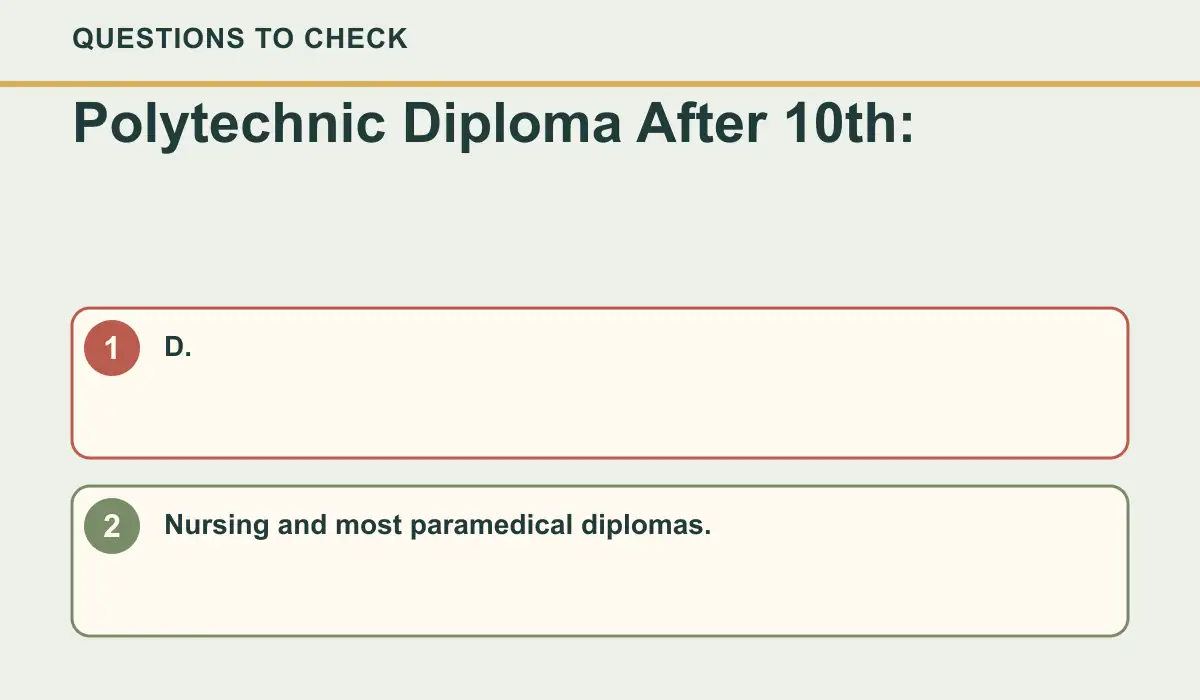 QUESTIONS TO CHECK
Polytechnic Diploma After 10th:
1 D.
2 Nursing and most paramedical diplomas.